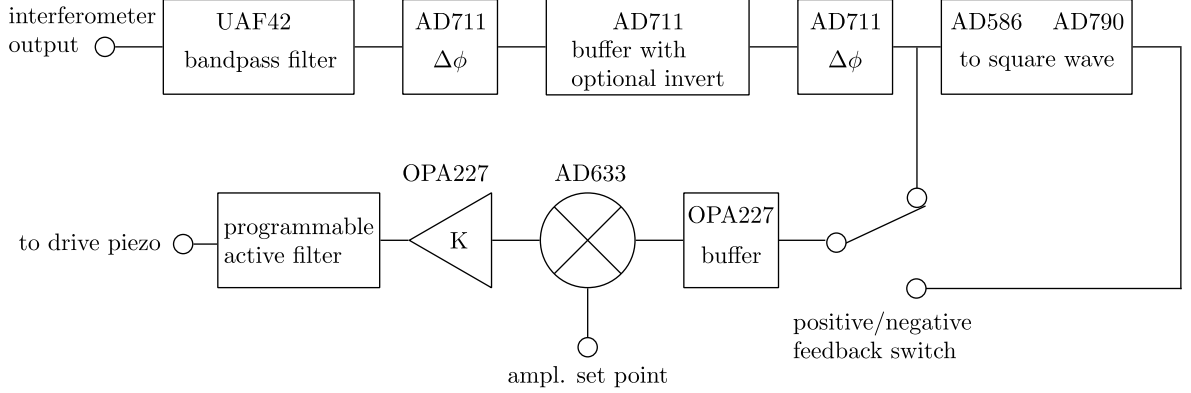 interferometer
output
UAF42
bandpass filter
AD711
Δϕ
AD711
buffer with
optional invert
AD711
Δϕ
AD586 AD790
to square wave
to drive piezo
programmable
active filter
OPA227
K
AD633
OPA227
buffer
positive/negative
feedback switch
ampl. set point